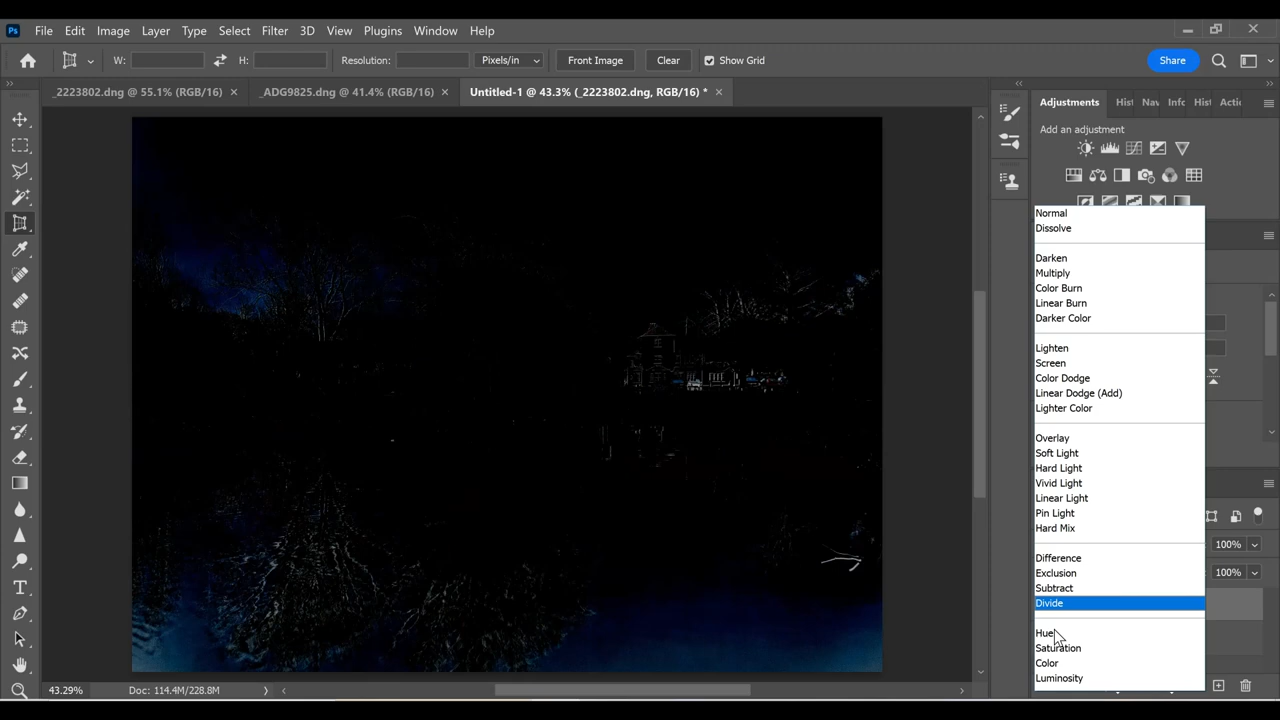 Ps File Edit Image Layer Type Select Filter 3D View Plugins Window Help
W: H: Resolution: Pixels/in Front Image Clear Show Grid Share
_2223802.dng @ 55.1% (RGB/16) _ADG9825.dng @ 41.4% (RGB/16) Untitled-1 @ 43.3% (_2223802.dng, RGB/16) *
Adjustments Hist Nav Info Hist Acti
Add an adjustment
Normal
Dissolve
Darken
Multiply
Color Burn
Linear Burn
Darker Color
Lighten
Screen
Color Dodge
Linear Dodge (Add)
Lighter Color
Overlay
Soft Light
Hard Light
Vivid Light
Linear Light
Pin Light
Hard Mix
100%
Difference
Exclusion
100%
Subtract
Divide
Hue
Saturation
Color
Luminosity
43.29% Doc: 114.4M/228.8M